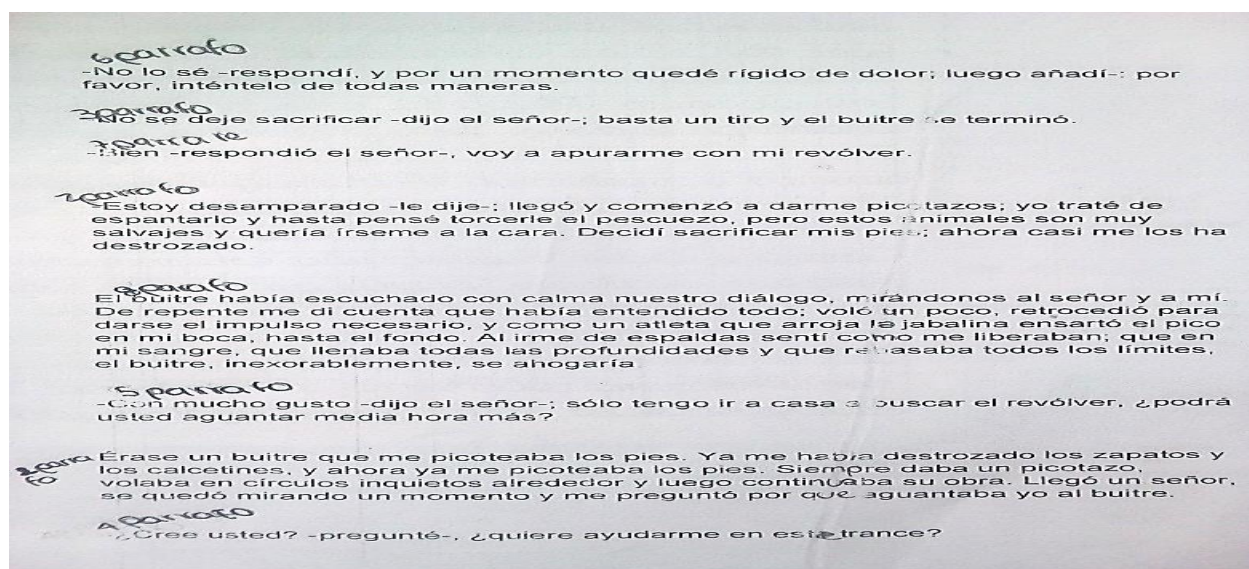 6 parrafo
-No lo sé -respondí, y por un momento quedé rígido de dolor; luego añadí-: por
favor, inténtelo de todas maneras.
3 parrafo
-No se deje sacrificar -dijo el señor-; basta un tiro y el buitre se terminó.
7 parra
-Bien -respondió el señor-, voy a apurarme con mi revólver.
2 parrafo
-Estoy desamparado -le dije-; llegó y comenzó a darme picotazos; yo traté de
espantarlo y hasta pensé torcerle el pescuezo, pero estos animales son muy
salvajes y quería írseme a la cara. Decidí sacrificar mis pies; ahora casi me los ha
destrozado.
8 parrafo
El buitre había escuchado con calma nuestro diálogo, mirándonos al señor y a mí.
De repente me di cuenta que había entendido todo; voló un poco, retrocedió para
darse el impulso necesario, y como un atleta que arroja la jabalina ensartó el pico
en mi boca, hasta el fondo. Al irme de espaldas sentí como me liberaban; que en
mi sangre, que llenaba todas las profundidades y que rebasaba todos los límites,
el buitre, inexorablemente, se ahogaría
5 parrafo
-Con mucho gusto -dijo el señor-; sólo tengo ir a casa a buscar el revólver, ¿podrá
usted aguantar media hora más?
parra
fo
Érase un buitre que me picoteaba los pies. Ya me había destrozado los zapatos y
los calcetines, y ahora ya me picoteaba los pies. Siempre daba un picotazo,
volaba en círculos inquietos alrededor y luego continuaba su obra. Llegó un señor,
se quedó mirando un momento y me preguntó por qué aguantaba yo al buitre.
4 parrafo
-¿Cree usted? -pregunté-, ¿quiere ayudarme en este trance?